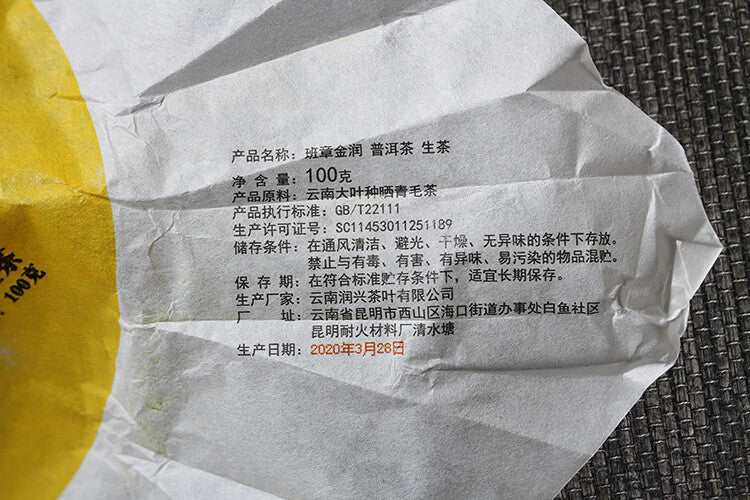 茶
100克
产品名称：班章金润 普洱茶 生茶
净 含 量：100克
产品原料：云南大叶种晒青毛茶
产品执行标准：GB/T22111
生产许可证号：SC11453011251189
储存条件：在通风清洁、避光、干燥、无异味的条件下存放。
禁止与有毒、有害、有异味、易污染的物品混贮。
保 存 期：在符合标准贮存条件下，适宜长期保存。
生产厂家：云南润兴茶叶有限公司
厂 址：云南省昆明市西山区海口街道办事处白鱼社区
昆明耐火材料厂清水塘
生产日期：2020年3月28日